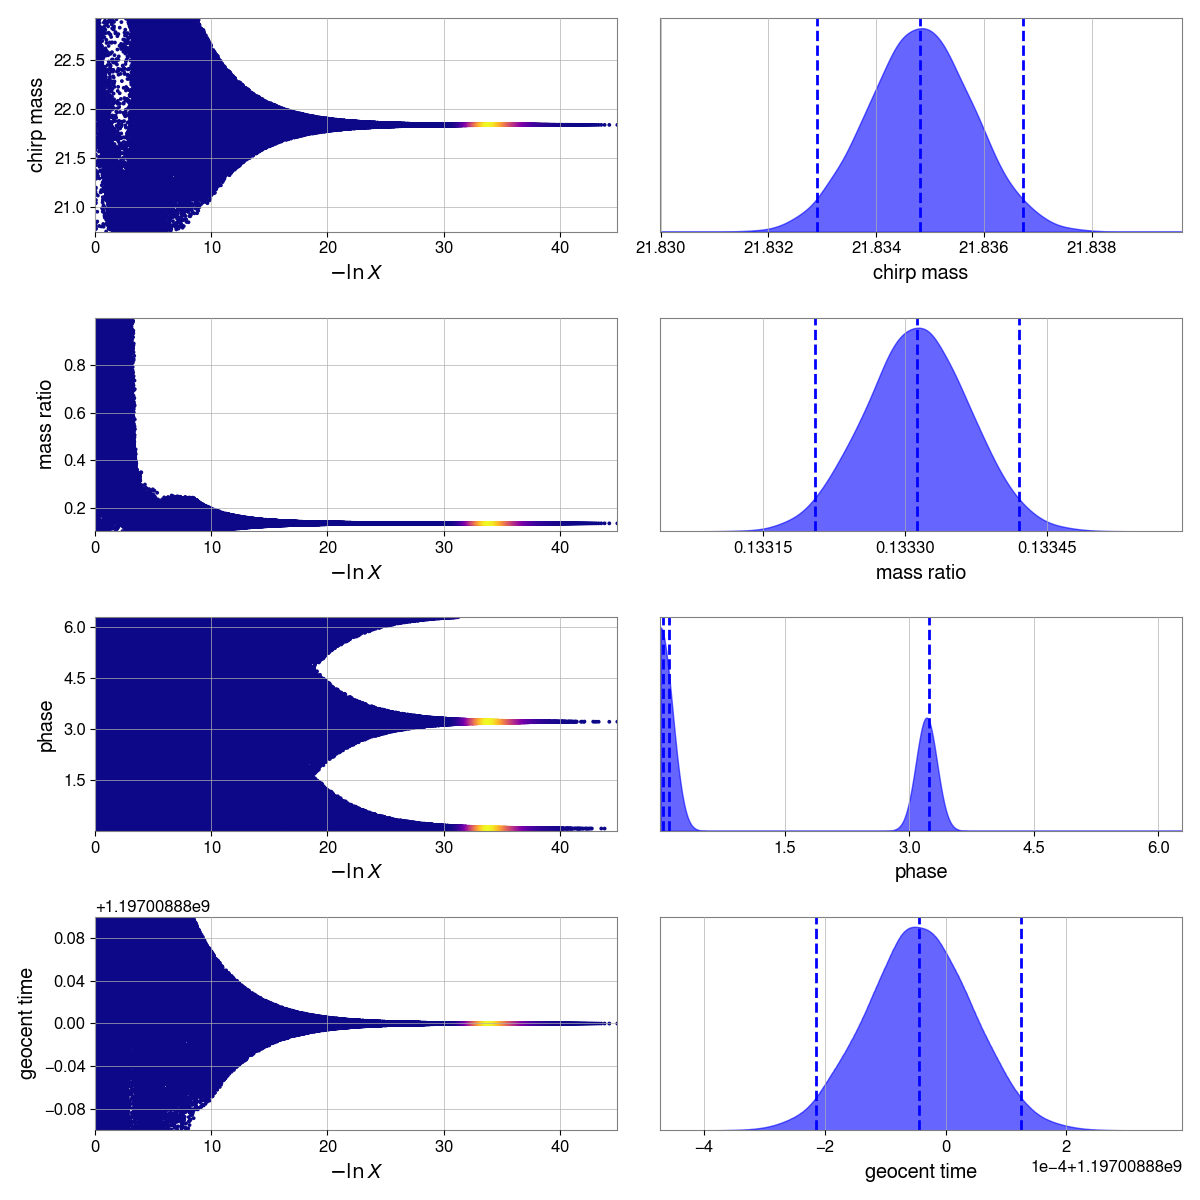 22.5
22.0
21.5
21.0
chirp mass
0 10 20 30 40
−ln X
21.830 21.832 21.834 21.836 21.838
chirp mass
0.8
0.6
0.4
0.2
mass ratio
0 10 20 30 40
−ln X
0.13315 0.13330 0.13345
mass ratio
6.0
4.5
3.0
1.5
phase
0 10 20 30 40
−ln X
1.5 3.0 4.5 6.0
phase
+1.19700888e9
0.08
0.04
0.00
−0.04
−0.08
geocent time
0 10 20 30 40
−ln X
−4 −2 0 2
1e−4+1.19700888e9
geocent time